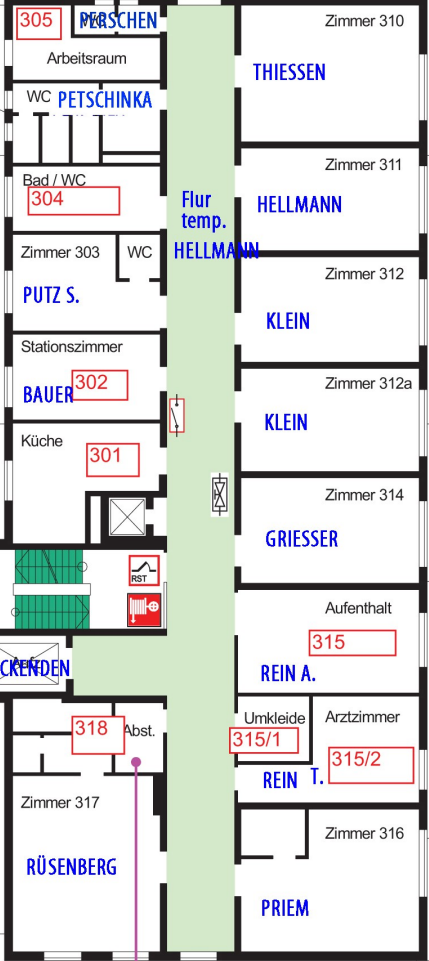 305
PERSCHEN
Arbeitsraum
WC
PETSCHINKA
Bad / WC
304
Zimmer 303
WC
PUTZ S.
Stationszimmer
302
BAUER
Küche
301
RST
CKENDEN
318
Abst.
Zimmer 317
RÜSENBERG
Flur
temp.
HELLMANN
Zimmer 310
THIESSEN
Zimmer 311
HELLMANN
Zimmer 312
KLEIN
Zimmer 312a
KLEIN
Zimmer 314
GRIESSER
Aufenthalt
315
REIN A.
Umkleide
315/1
Arztzimmer
315/2
REIN T.
Zimmer 316
PRIEM